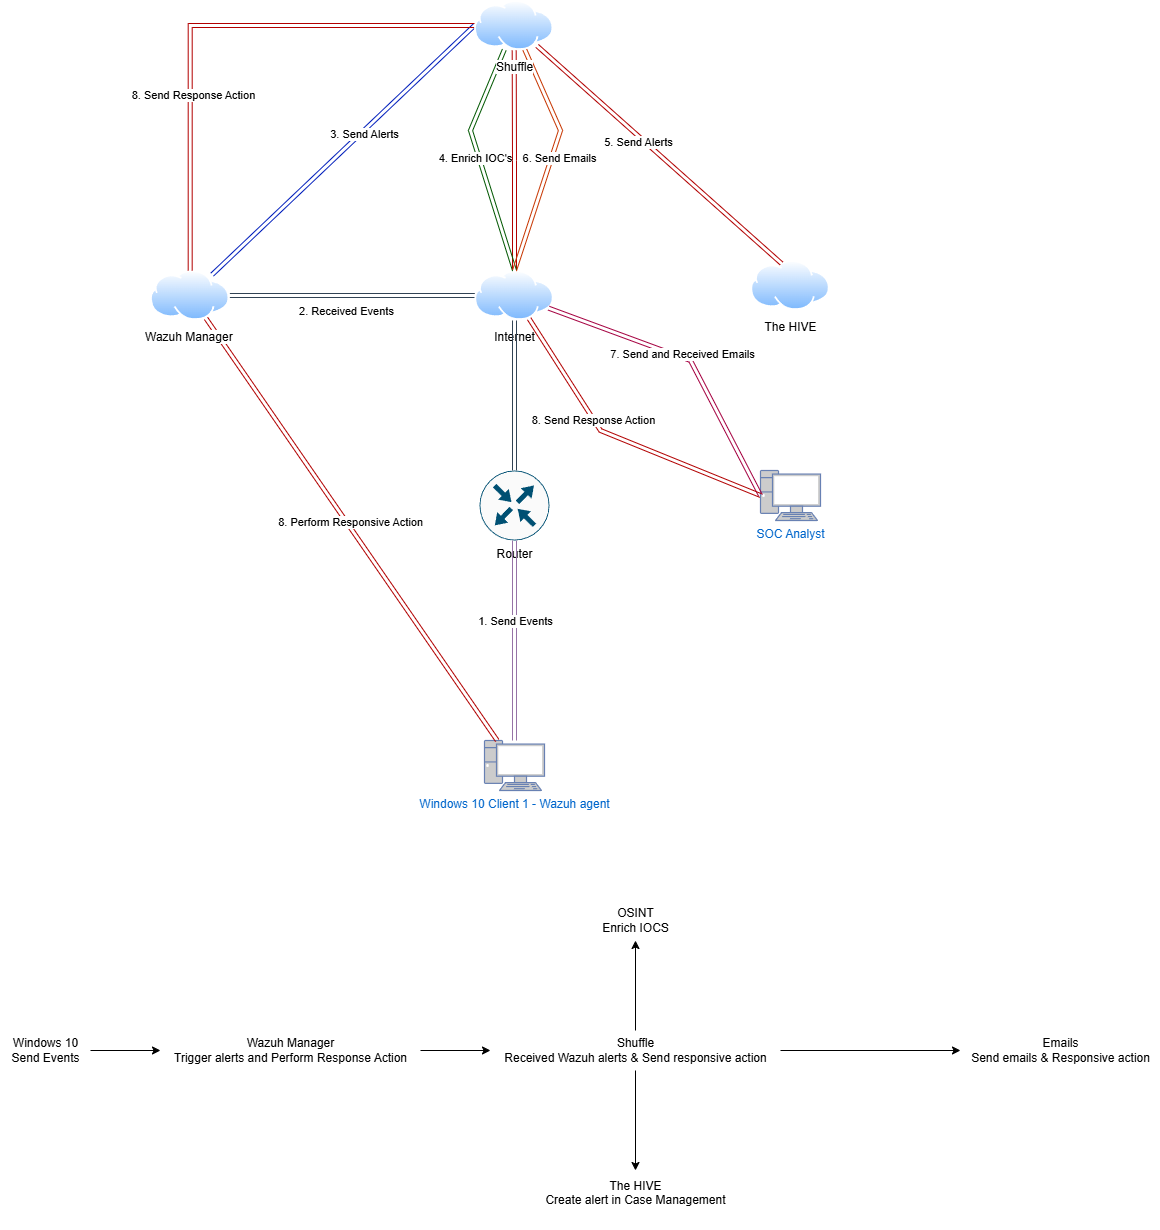 Shuffle
8. Send Response Action
3. Send Alerts
5. Send Alerts
4. Enrich IOC's
6. Send Emails
2. Received Events
The HIVE
Wazuh Manager
Internet
7. Send and Received Emails
8. Send Response Action
8. Perform Responsive Action
SOC Analyst
Router
1. Send Events
Windows 10 Client 1 - Wazuh agent
OSINT
Enrich IOCS
Windows 10
Send Events
Wazuh Manager
Trigger alerts and Perform Response Action
Shuffle
Received Wazuh alerts & Send responsive action
Emails
Send emails & Responsive action
The HIVE
Create alert in Case Management